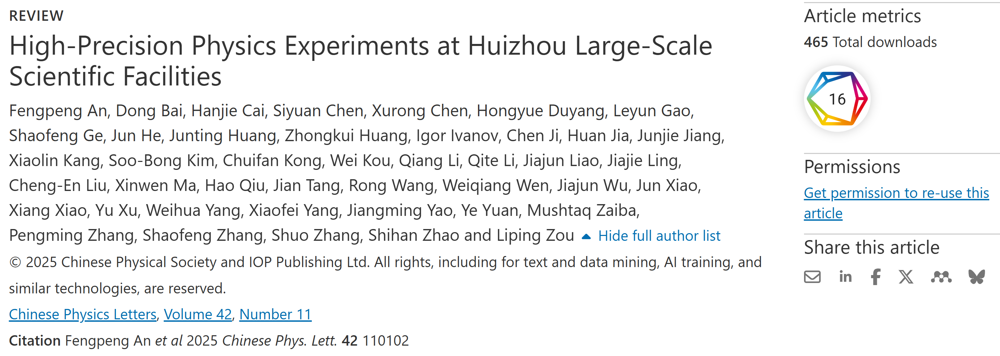 REVIEW
High-Precision Physics Experiments at Huizhou Large-Scale
Scientific Facilities
Fengpeng An, Dong Bai, Hanjie Cai, Siyuan Chen, Xurong Chen, Hongyue Duyang, Leyun Gao,
Shaofeng Ge, Jun He, Junting Huang, Zhongkui Huang, Igor Ivanov, Chen Ji, Huan Jia, Junjie Jiang,
Xiaolin Kang, Soo-Bong Kim, Chuifan Kong, Wei Kou, Qiang Li, Qite Li, Jiajun Liao, Jiajie Ling,
Cheng-En Liu, Xinwen Ma, Hao Qiu, Jian Tang, Rong Wang, Weiqiang Wen, Jiajun Wu, Jun Xiao,
Xiang Xiao, Yu Xu, Weihua Yang, Xiaofei Yang, Jiangming Yao, Ye Yuan, Mushtaq Zaiba,
Pengming Zhang, Shaofeng Zhang, Shuo Zhang, Shihan Zhao and Liping Zou Hide full author list
© 2025 Chinese Physical Society and IOP Publishing Ltd. All rights, including for text and data mining, AI training, and
similar technologies, are reserved.
Chinese Physics Letters, Volume 42, Number 11
Citation Fengpeng An et al 2025 Chinese Phys. Lett. 42 110102
Article metrics
465 Total downloads
16
Permissions
Get permission to re-use this
article
Share this article